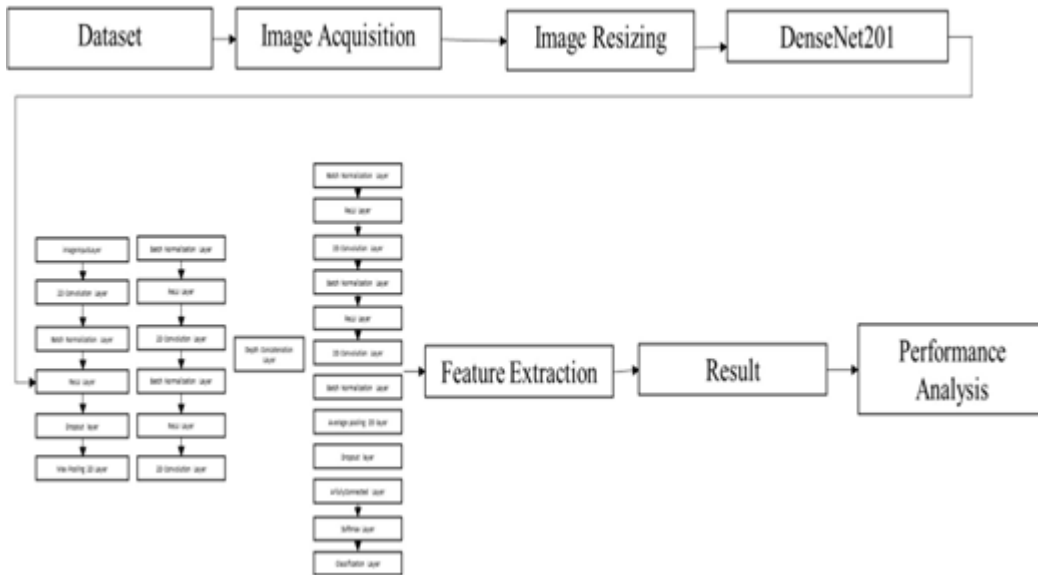 Dataset
Image Acquisition
Image Resizing
DenseNet201
ImageInputLayer
2D Convolution Layer
Batch Normalization Layer
ReLU Layer
Dropout layer
Pooling 2D Layer
Batch Normalization Layer
ReLU Layer
2D Convolution Layer
Batch Normalization Layer
ReLU Layer
2D Convolution Layer
Depth Concatenation
Layer
Batch Normalization Layer
ReLU Layer
2D Convolution Layer
Batch Normalization Layer
ReLU Layer
2D Convolution Layer
Batch Normalization Layer
Average pooling 2D layer
Dropout layer
Layer
Softmax Layer
Classification Layer
Feature Extraction
Result
Performance
Analysis